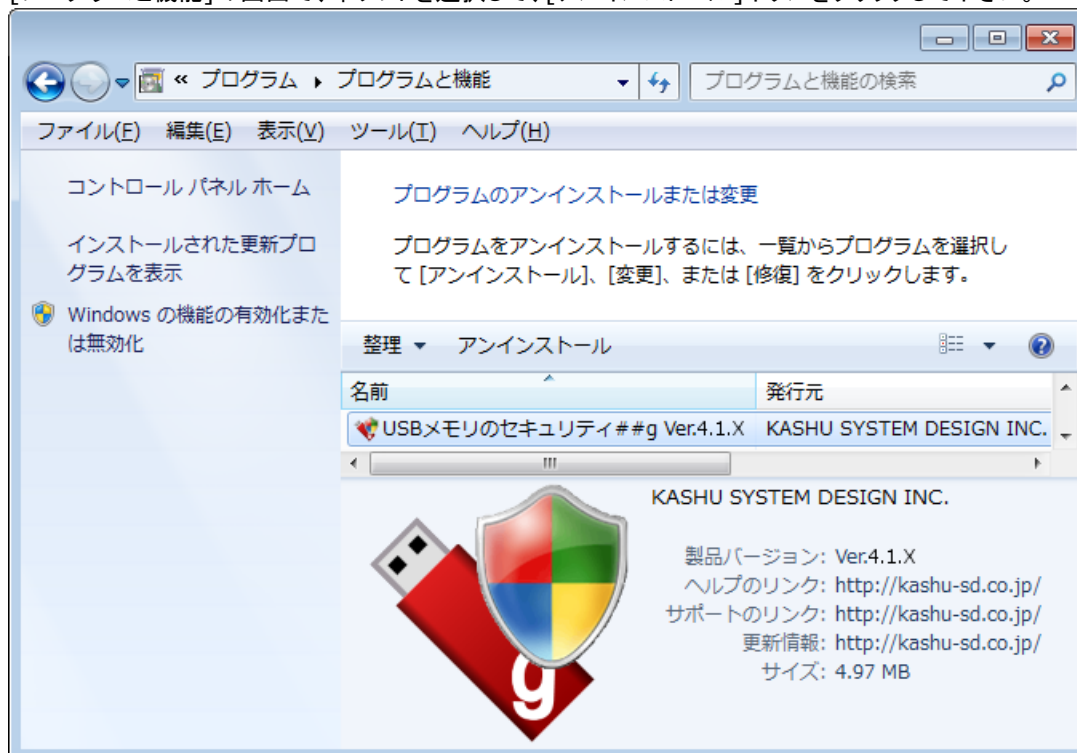 « プログラム ▸ プログラムと機能
プログラムと機能の検索
ファイル(F) 編集(E) 表示(V) ツール(T) ヘルプ(H)
コントロール パネル ホーム
インストールされた更新プロ
グラムを表示
Windows の機能の有効化また
は無効化
プログラムのアンインストールまたは変更
プログラムをアンインストールするには、一覧からプログラムを選択し
て [アンインストール]、[変更]、または [修復] をクリックします。
整理 ▼ アンインストール
名前 発行元
USBメモリのセキュリティ##g Ver.4.1.X KASHU SYSTEM DESIGN INC.
KASHU SYSTEM DESIGN INC.
製品バージョン: Ver.4.1.X
ヘルプのリンク: http://kashu-sd.co.jp/
サポートのリンク: http://kashu-sd.co.jp/
更新情報: http://kashu-sd.co.jp/
サイズ: 4.97 MB
g